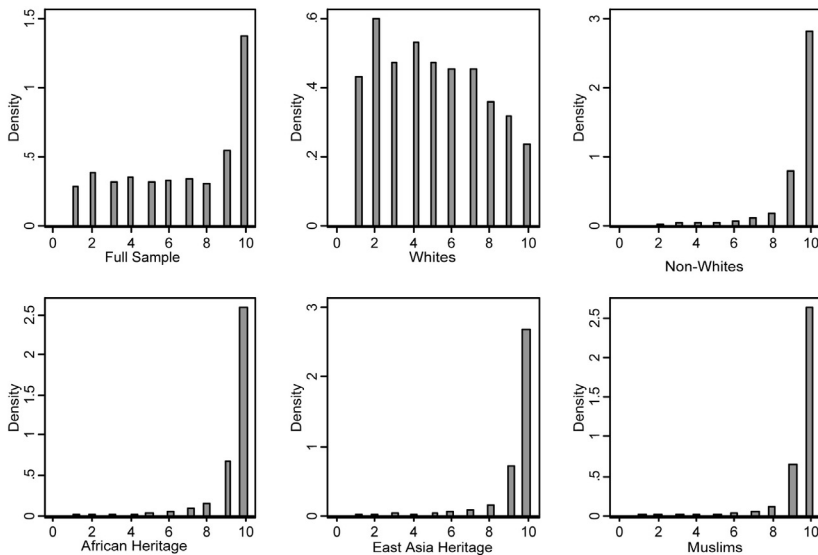 Density
0 .5 1 1.5
0 2 4 6 8 10
Full Sample
Density
0 .2 .4 .6
0 2 4 6 8 10
Whites
Density
0 1 2 3
0 2 4 6 8 10
Non-Whites
Density
0 .5 1 1.5 2 2.5
0 2 4 6 8 10
African Heritage
Density
0 1 2 3
0 2 4 6 8 10
East Asia Heritage
Density
0 .5 1 1.5 2 2.5
0 2 4 6 8 10
Muslims